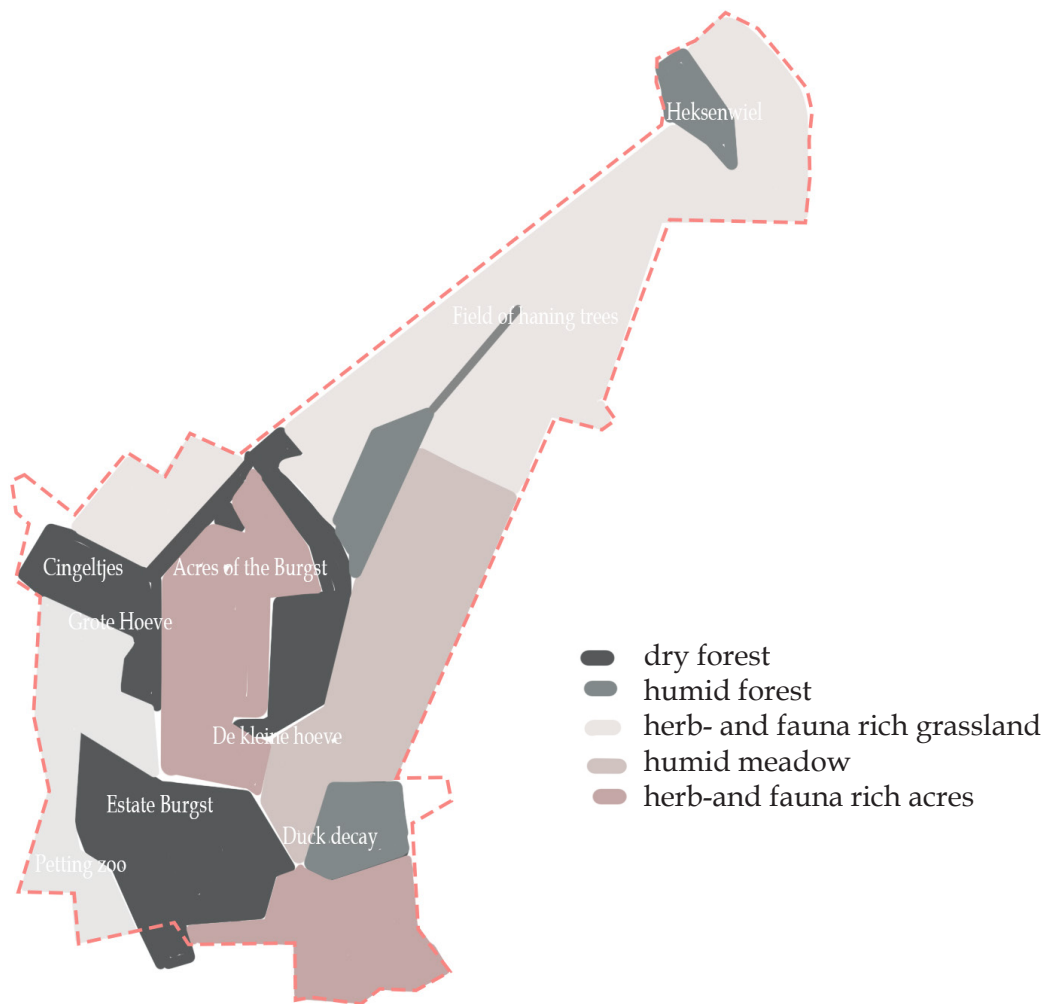 Heksenwiel
Field of haning trees
Cingeltjes
Acres of the Burgst
Grote Hoeve
De kleine hoeve
Estate Burgst
Duck decay
Petting zoo
dry forest
humid forest
herb- and fauna rich grassland
humid meadow
herb-and fauna rich acres